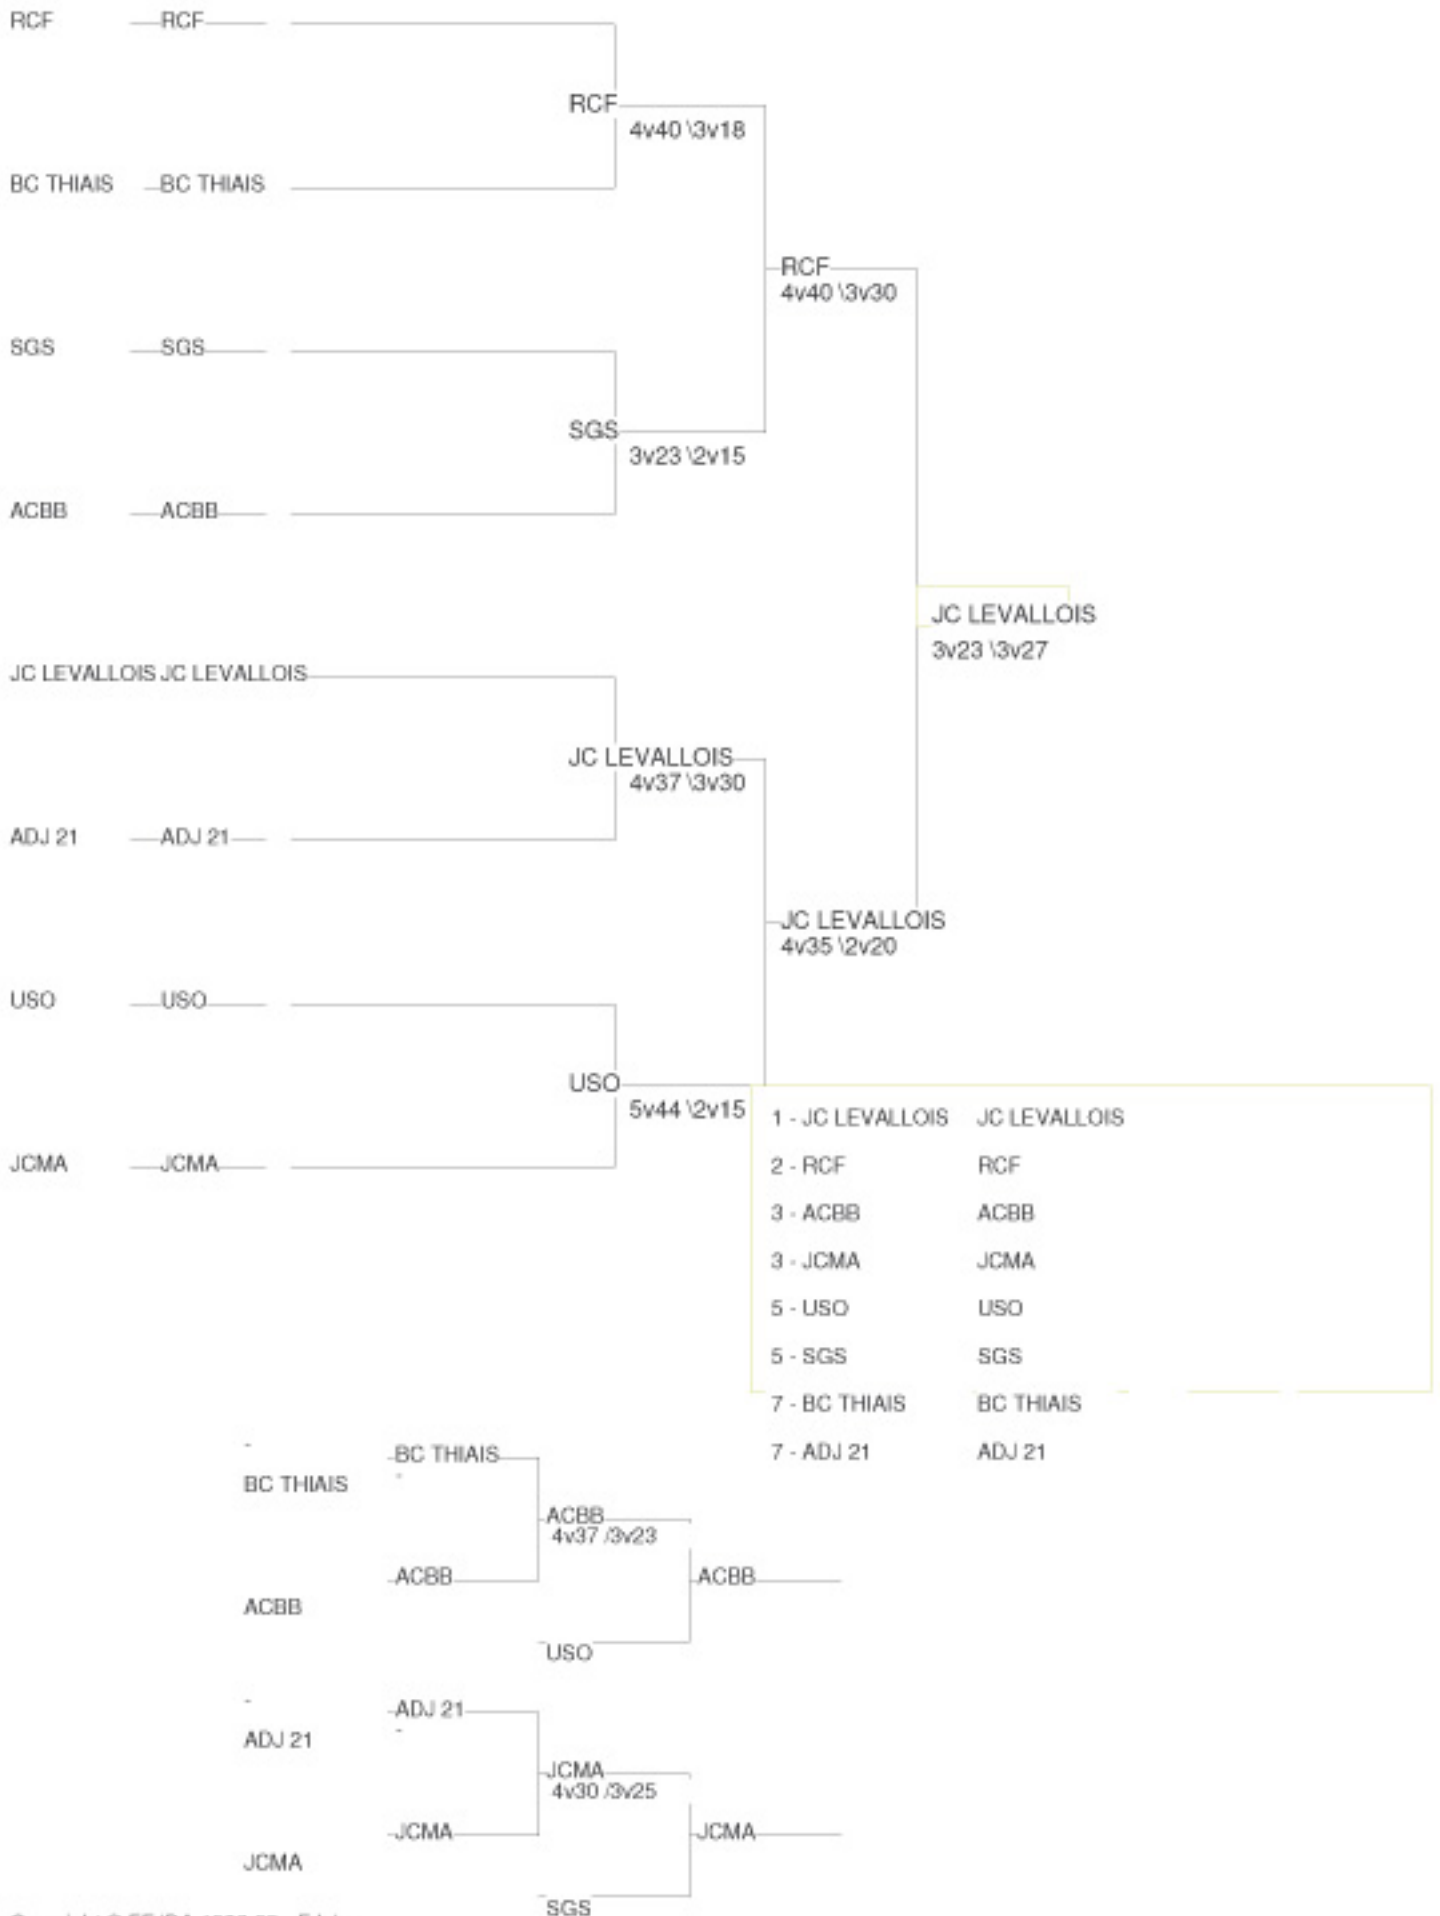 RCF RCF
RCF
4v40 \3v18
BC THIAIS BC THIAIS
RCF
4v40 \3v30
SGS SGS
SGS
3v23 \2v15
ACBB ACBB
JC LEVALLOIS
3v23 \3v27
JC LEVALLOIS JC LEVALLOIS
JC LEVALLOIS
4v37 \3v30
ADJ 21 ADJ 21
JC LEVALLOIS
4v35 \2v20
USO USO
USO
5v44 \2v15
JCMA JCMA
1 - JC LEVALLOIS JC LEVALLOIS
2 - RCF RCF
3 - ACBB ACBB
3 - JCMA JCMA
5 - USO USO
5 - SGS SGS
7 - BC THIAIS BC THIAIS
7 - ADJ 21 ADJ 21
- BC THIAIS
BC THIAIS -
ACBB
4v37 /3v23
ACBB ACBB
ACBB
USO
- ADJ 21
ADJ 21 -
JCMA
4v30 /3v25
JCMA JCMA
JCMA
SGS